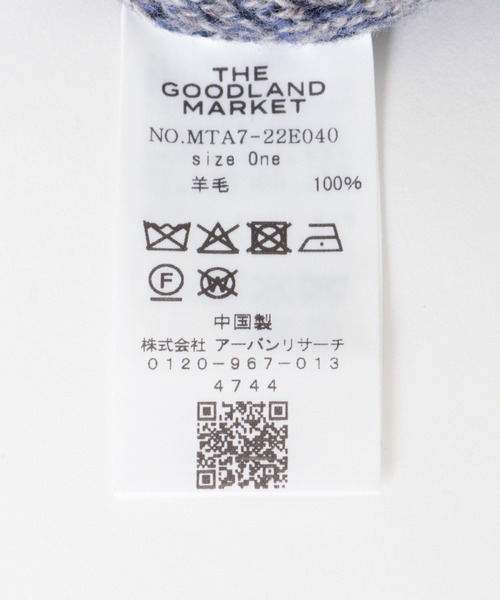 THE
GOODLAND
MARKET
NO.MTA7-22E040
size One
羊毛 100%
F W
中国製
株式会社 アーバンリサーチ
0120-967-013
4744